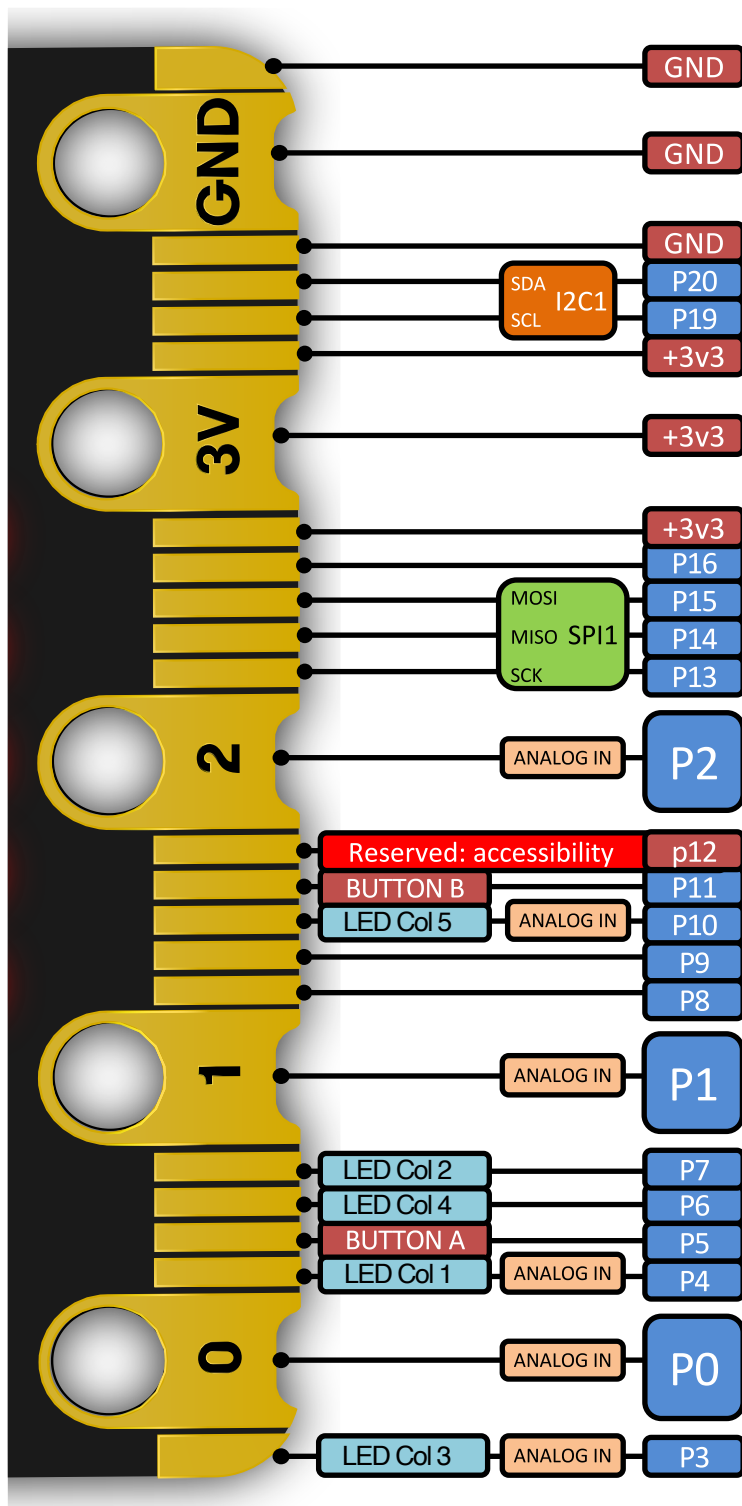 GND
GND
GND
GND
SDA I2C1 P20
SCL P19
+3v3
3V +3v3
+3v3
P16
MOSI P15
MISO SPI1 P14
SCK P13
2 ANALOG IN P2
Reserved: accessibility p12
BUTTON B P11
LED Col 5 ANALOG IN P10
P9
P8
1 ANALOG IN P1
LED Col 2 P7
LED Col 4 P6
BUTTON A P5
LED Col 1 ANALOG IN P4
0 ANALOG IN P0
LED Col 3 ANALOG IN P3